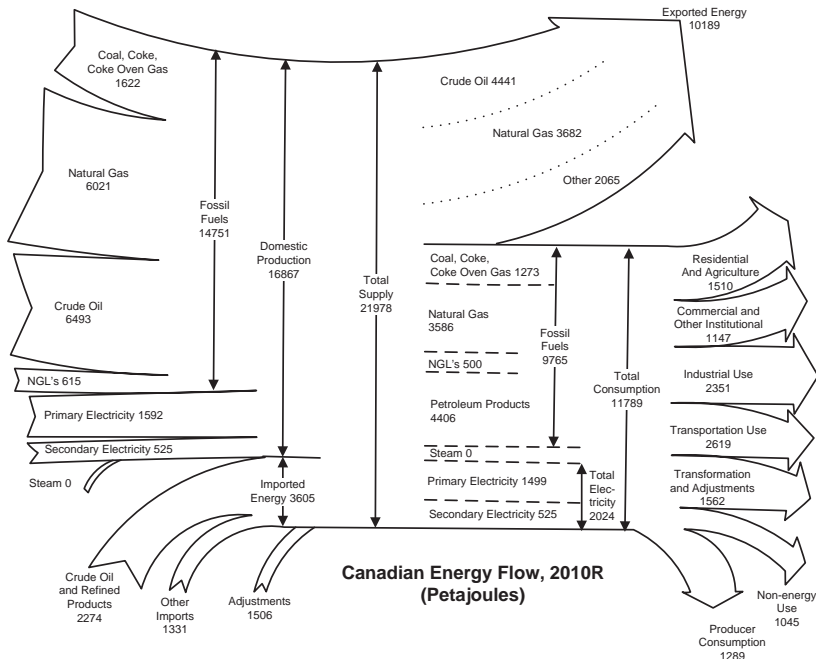 Exported Energy
10189
Coal, Coke,
Coke Oven Gas
1622
Crude Oil 4441
Natural Gas 3682
Natural Gas
6021
Other 2065
Fossil
Fuels
14751
Domestic
Production
16867
Total
Supply
21978
Coal, Coke,
Coke Oven Gas 1273
Residential
And Agriculture
1510
Crude Oil
6493
Natural Gas
3586
Fossil
Fuels
9765
Commercial and
Other Institutional
1147
NGL's 500
Total
Consumption
11789
Industrial Use
2351
NGL's 615
Petroleum Products
4406
Primary Electricity 1592
Transportation Use
2619
Secondary Electricity 525
Steam 0
Steam 0
Imported
Energy 3605
Primary Electricity 1499
Total
Elec-
tricity
2024
Transformation
and Adjustments
1562
Secondary Electricity 525
Crude Oil
and Refined
Products
2274
Other
Imports
1331
Adjustments
1506
Canadian Energy Flow, 2010R
(Petajoules)
Non-energy
Use
1045
Producer
Consumption
1289